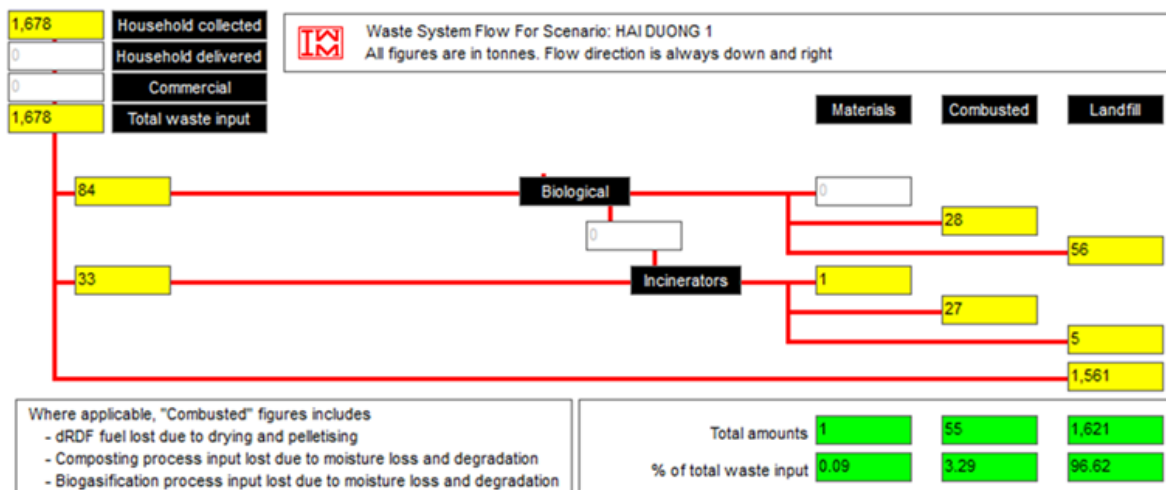 1,678 Household collected
0 Household delivered
0 Commercial
1,678 Total waste input
IWM
Waste System Flow For Scenario: HAI DUONG 1
All figures are in tonnes. Flow direction is always down and right
Materials Combusted Landfill
84 Biological 0
28
0
56
33 Incinerators 1
27
5
1,561
Where applicable, "Combusted" figures includes
- dRDF fuel lost due to drying and pelletising
- Composting process input lost due to moisture loss and degradation
- Biogasification process input lost due to moisture loss and degradation
Total amounts 1 55 1,621
% of total waste input 0.09 3.29 96.62